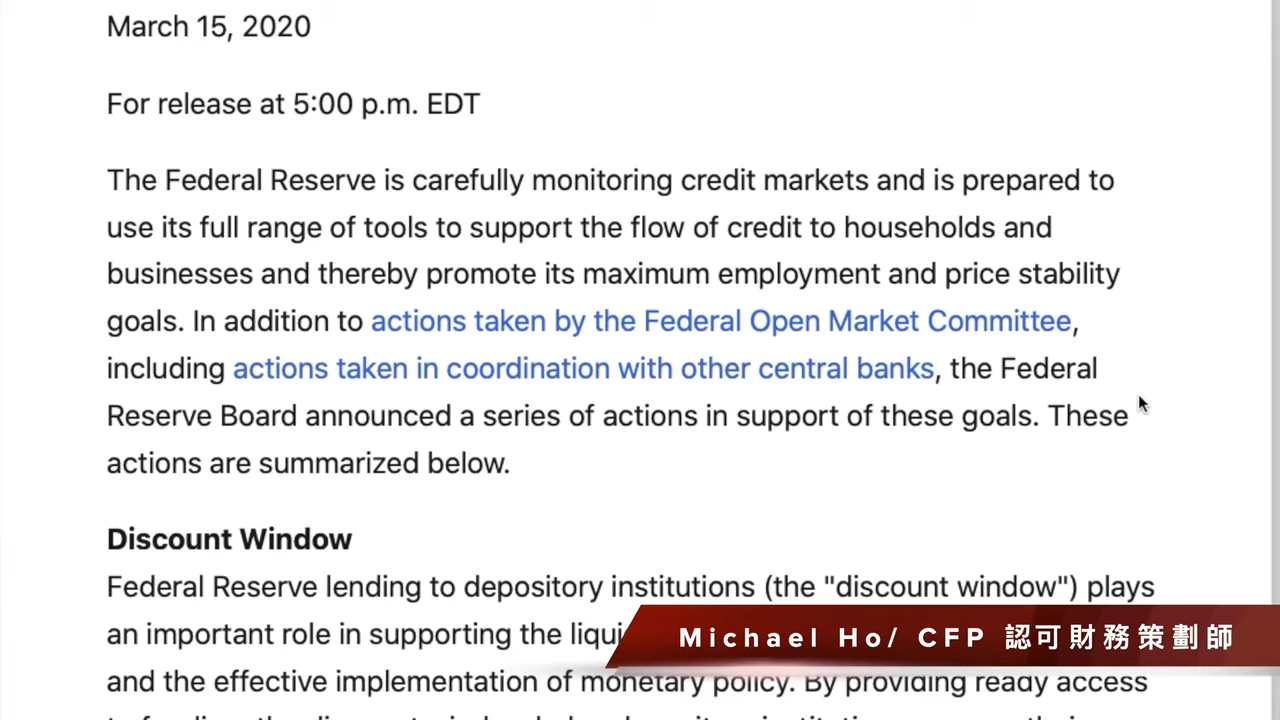 March 15, 2020
For release at 5:00 p.m. EDT
The Federal Reserve is carefully monitoring credit markets and is prepared to
use its full range of tools to support the flow of credit to households and
businesses and thereby promote its maximum employment and price stability
goals. In addition to actions taken by the Federal Open Market Committee,
including actions taken in coordination with other central banks, the Federal
Reserve Board announced a series of actions in support of these goals. These
actions are summarized below.
Discount Window
Federal Reserve lending to depository institutions (the "discount window") plays
an important role in supporting the
Michael Ho/ CFP 認可財務策劃師
and the effective implementation of monetary policy. By providing ready access